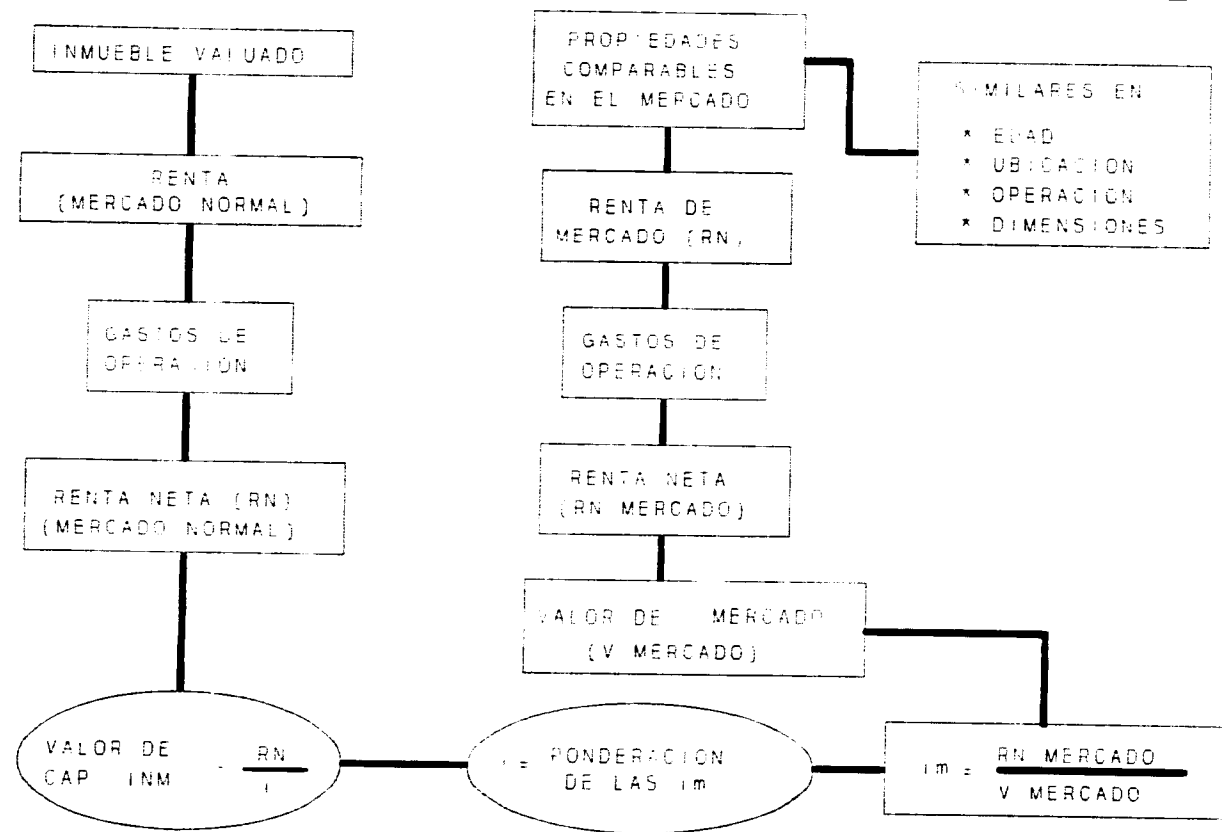 INMUEBLE VALUADO
RENTA
(MERCADO NORMAL)
GASTOS DE
OPERACION
RENTA NETA (RN)
(MERCADO NORMAL)
VALOR DE
CAP INM = RN / i
PROPIEDADES
COMPARABLES
EN EL MERCADO
SIMILARES EN
* EDAD
* UBICACION
* OPERACION
* DIMENSIONES
RENTA DE
MERCADO (RN)
GASTOS DE
OPERACION
RENTA NETA
(RN MERCADO)
VALOR DE MERCADO
(V MERCADO)
i = PONDERACION
DE LAS im
im = RN MERCADO
V MERCADO